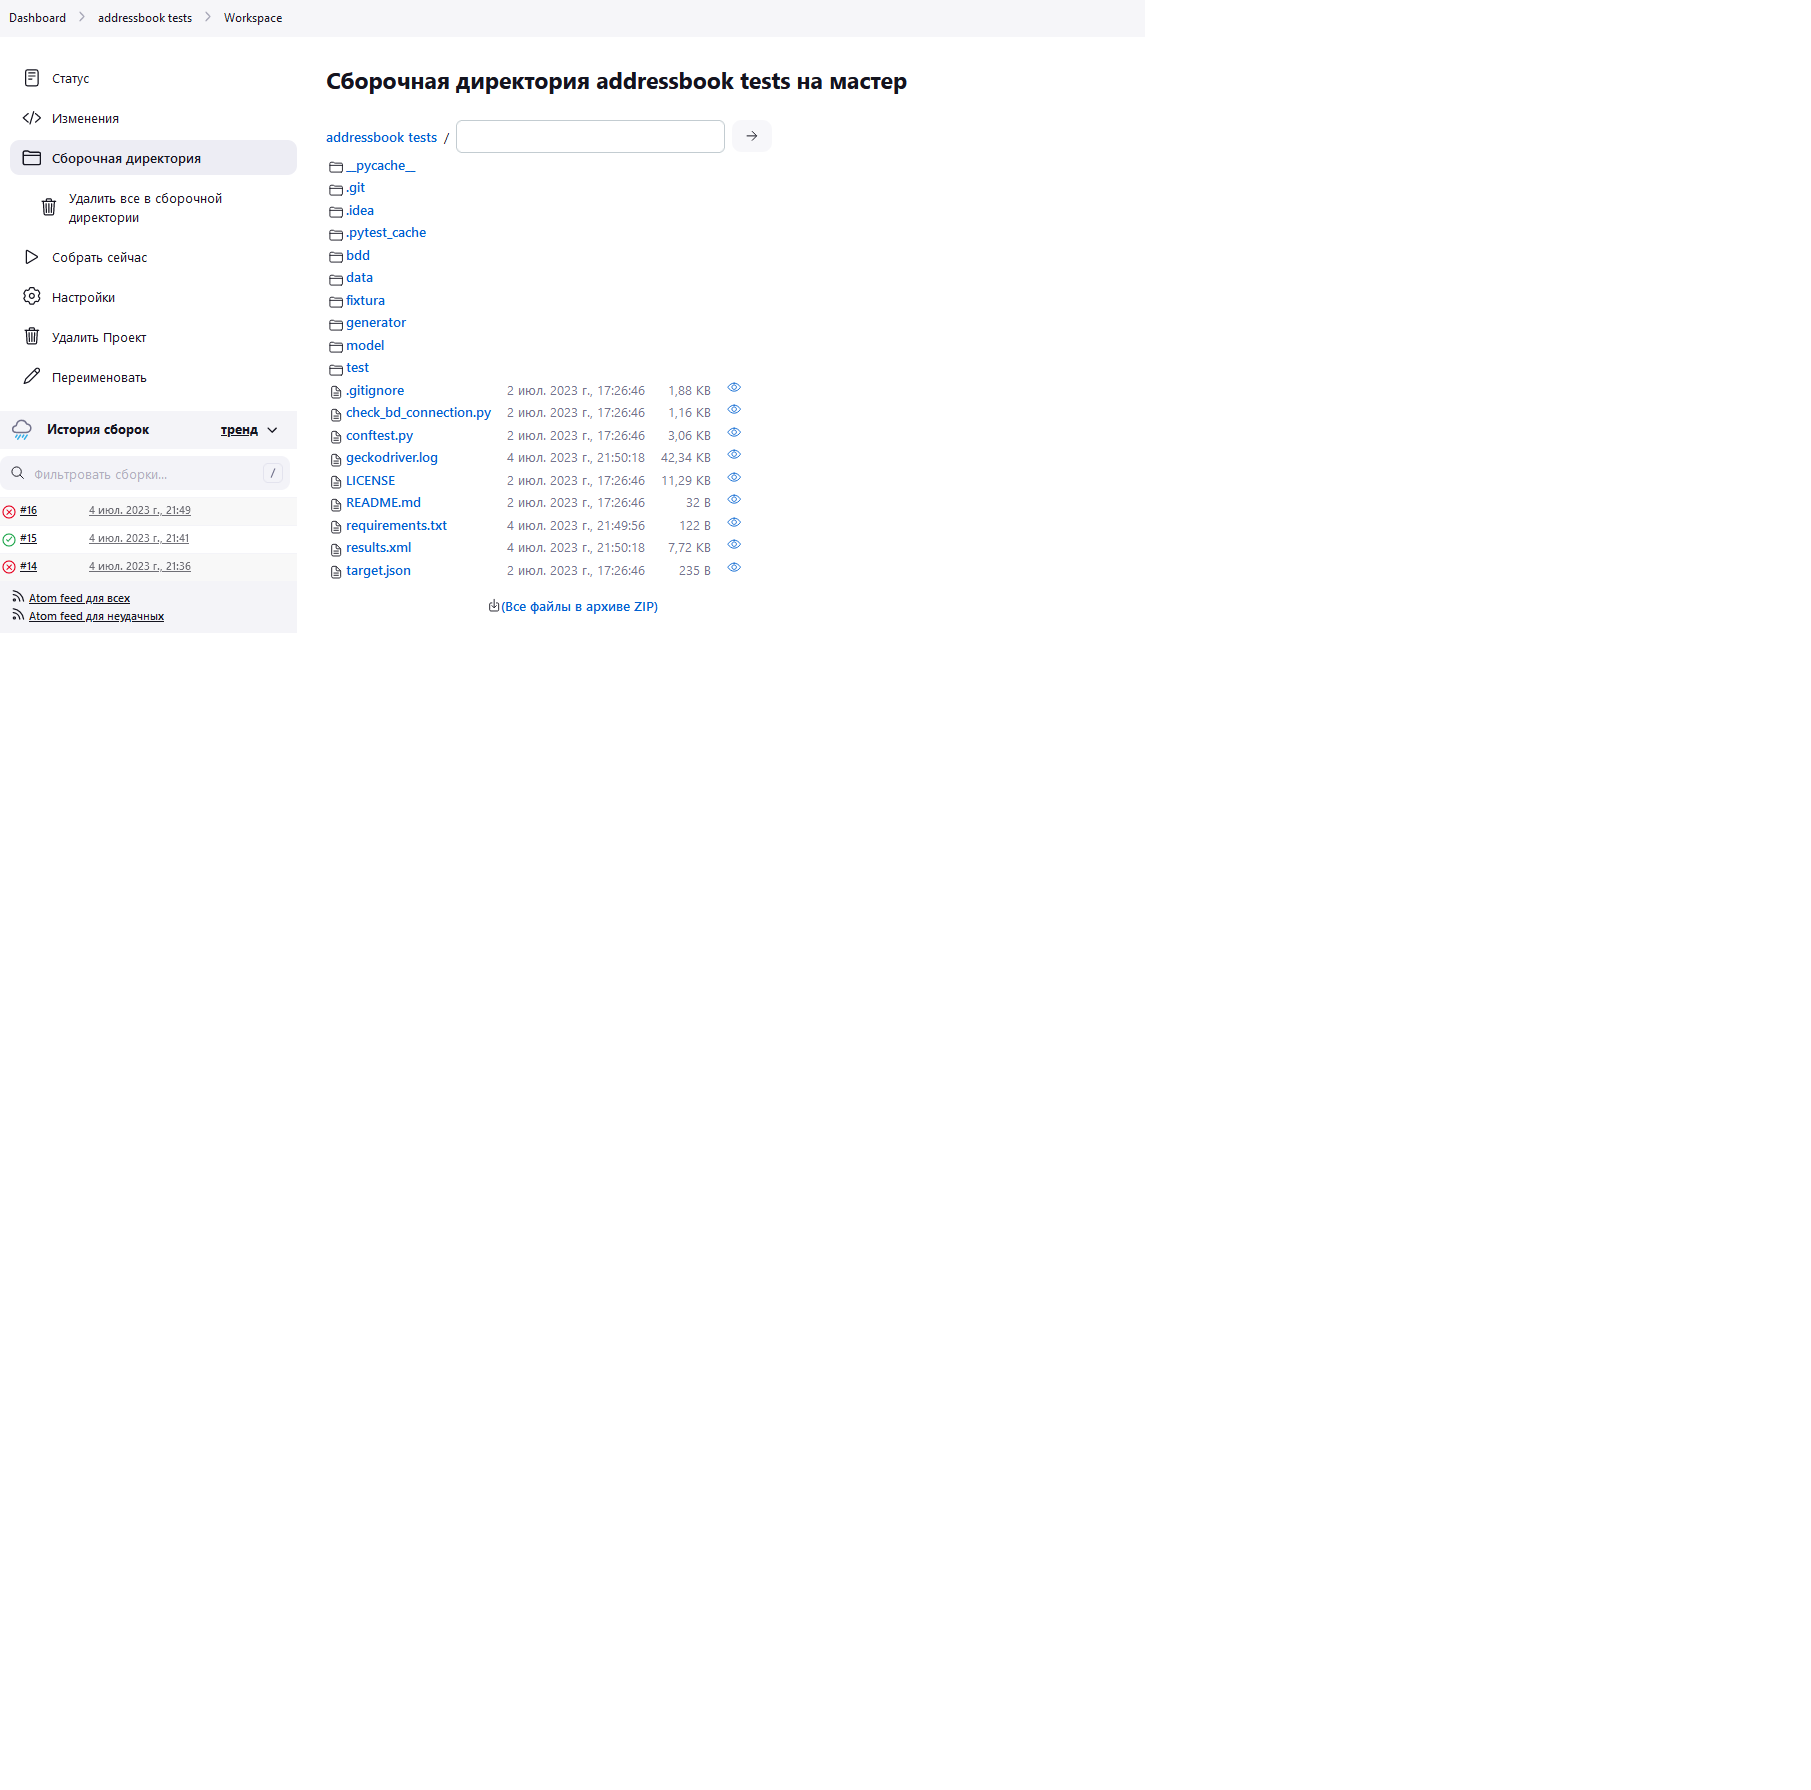 Dashboard addressbook tests Workspace
Статус
Изменения
Сборочная директория
Удалить все в сборочной
директории
Собрать сейчас
Настройки
Удалить Проект
Переименовать
История сборок тренд
Фильтровать сборки... /
#16 4 июл. 2023 г., 21:49
#15 4 июл. 2023 г., 21:41
#14 4 июл. 2023 г., 21:36
Atom feed для всех
Atom feed для неудачных
Сборочная директория addressbook tests на мастер
addressbook tests /
__pycache__
.git
.idea
.pytest_cache
bdd
data
fixtura
generator
model
test
.gitignore 2 июл. 2023 г., 17:26:46 1,88 KB
check_bd_connection.py 2 июл. 2023 г., 17:26:46 1,16 KB
conftest.py 2 июл. 2023 г., 17:26:46 3,06 KB
geckodriver.log 4 июл. 2023 г., 21:50:18 42,34 KB
LICENSE 2 июл. 2023 г., 17:26:46 11,29 KB
README.md 2 июл. 2023 г., 17:26:46 32 B
requirements.txt 4 июл. 2023 г., 21:49:56 122 B
results.xml 4 июл. 2023 г., 21:50:18 7,72 KB
target.json 2 июл. 2023 г., 17:26:46 235 B
(Все файлы в архиве ZIP)